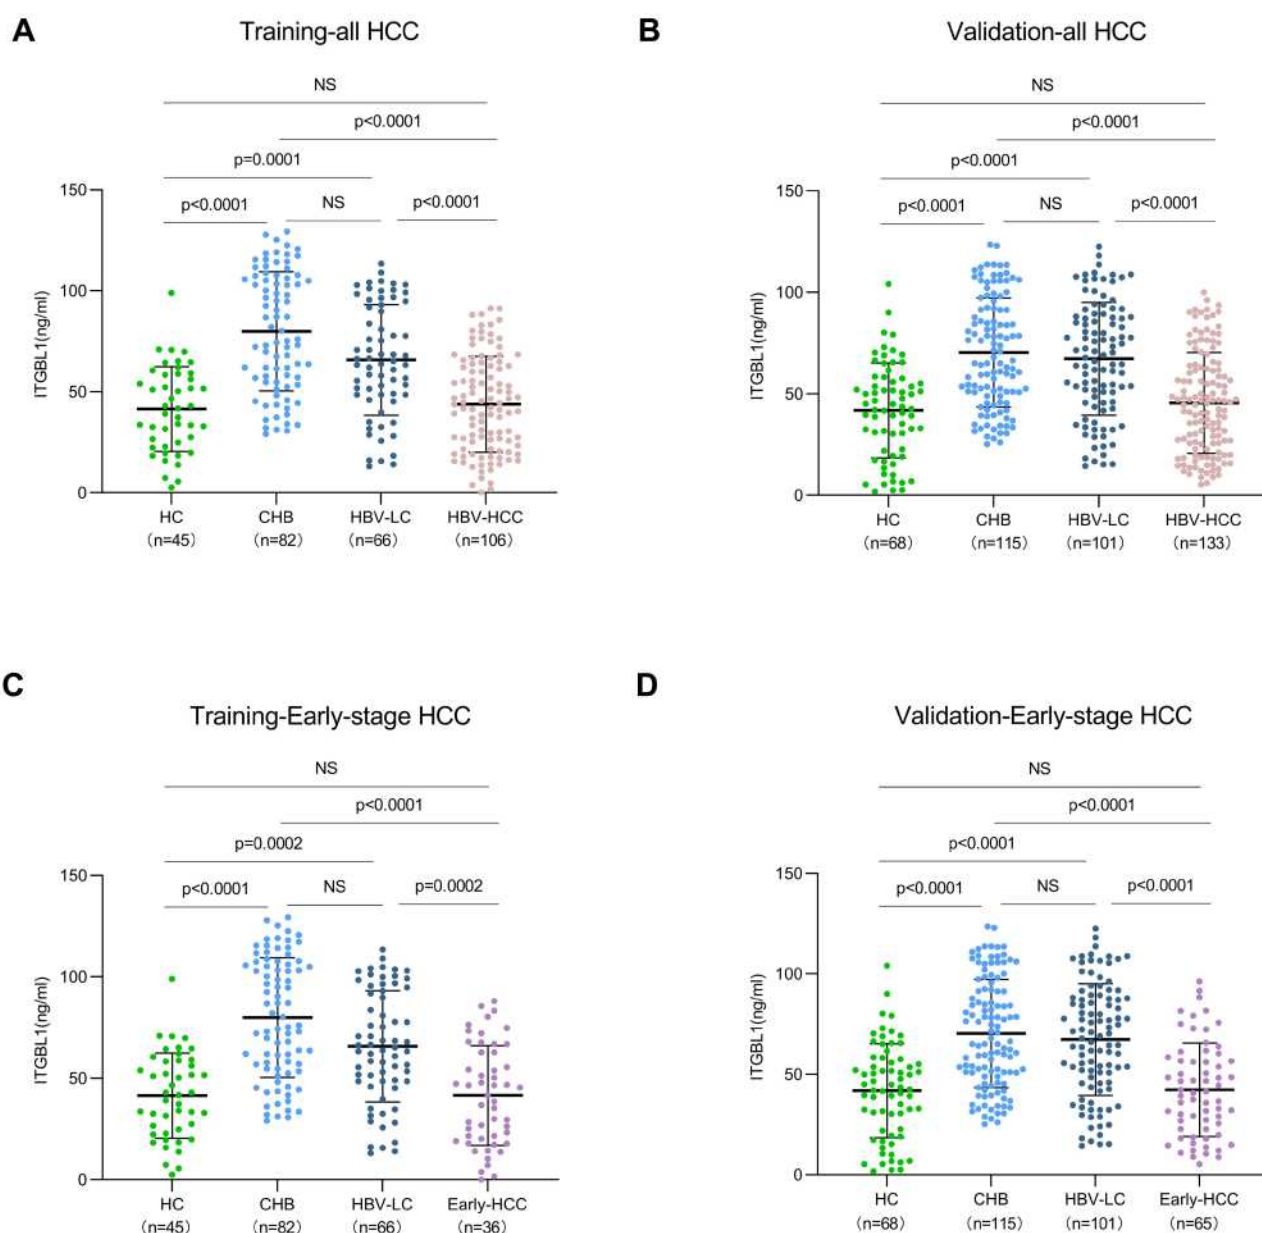 A
Training-all HCC
NS
p<0.0001
p=0.0001
p<0.0001
NS
p<0.0001
150
100
50
0
ITGBL1(ng/ml)
HC
CHB
HBV-LC
HBV-HCC
(n=45)
(n=82)
(n=66)
(n=106)
B
Validation-all HCC
NS
p<0.0001
p<0.0001
p<0.0001
NS
p<0.0001
150
100
50
0
ITGBL1(ng/ml)
HC
CHB
HBV-LC
HBV-HCC
(n=68)
(n=115)
(n=101)
(n=133)
C
Training-Early-stage HCC
NS
p<0.0001
p=0.0002
p<0.0001
NS
p=0.0002
150
100
50
0
ITGBL1(ng/ml)
HC
CHB
HBV-LC
Early-HCC
(n=45)
(n=82)
(n=66)
(n=36)
D
Validation-Early-stage HCC
NS
p<0.0001
p<0.0001
p<0.0001
NS
p<0.0001
150
100
50
0
ITGBL1(ng/ml)
HC
CHB
HBV-LC
Early-HCC
(n=68)
(n=115)
(n=101)
(n=65)